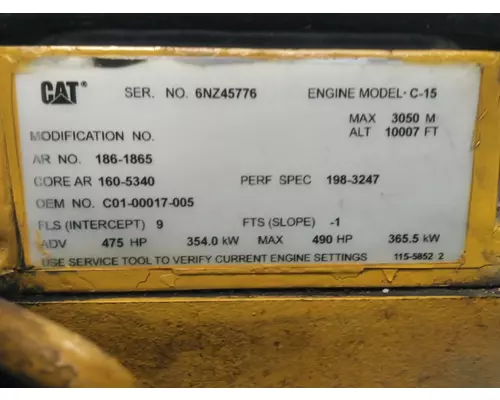 CAT® SER. NO. 6NZ45776 ENGINE MODEL· C-15
MAX 3050 M
MODIFICATION NO. ALT 10007 FT
AR NO. 186-1865
CORE AR 160-5340 PERF SPEC 198-3247
OEM NO. C01-00017-005
FLS (INTERCEPT) 9 FTS (SLOPE) -1
ADV 475 HP 354.0 kW MAX 490 HP 365.5 kW
USE SERVICE TOOL TO VERIFY CURRENT ENGINE SETTINGS 115-5852 2